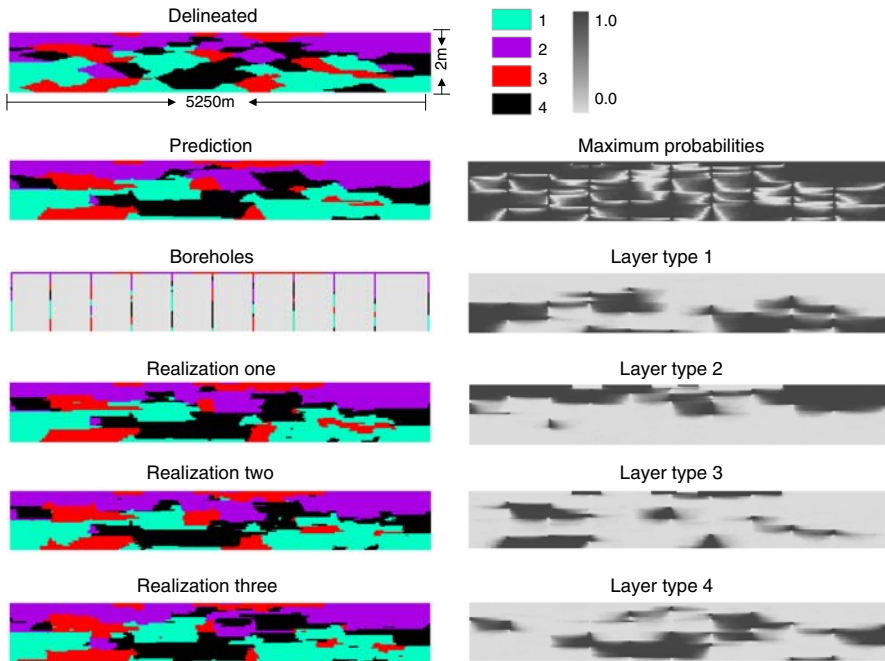 Delineated
2m
5250m
1
2
3
4
1.0
0.0
Prediction
Maximum probabilities
Boreholes
Layer type 1
Realization one
Layer type 2
Realization two
Layer type 3
Realization three
Layer type 4